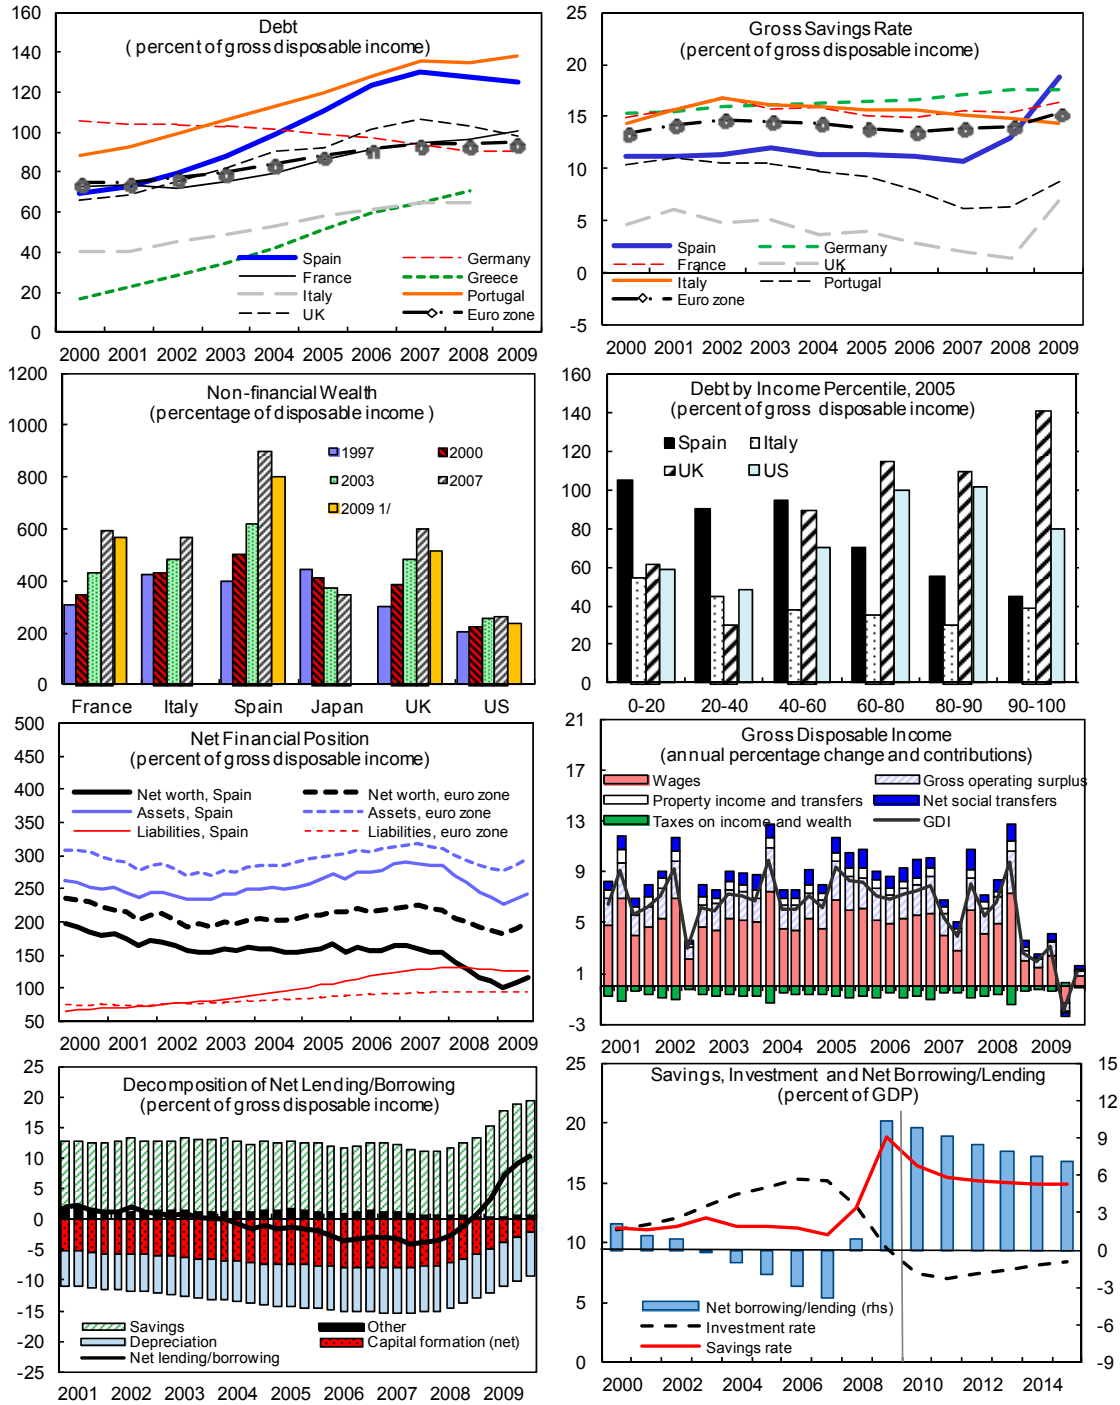 Debt
( percent of gross disposable income)
160
140
120
100
80
60
40
20
0
Spain
Germany
France
Greece
Italy
Portugal
UK
Euro zone
2000 2001 2002 2003 2004 2005 2006 2007 2008 2009
Gross Savings Rate
(percent of gross disposable income)
25
20
15
10
5
0
-5
Spain
Germany
France
UK
Italy
Portugal
Euro zone
2000 2001 2002 2003 2004 2005 2006 2007 2008 2009
Non-financial Wealth
(percentage of disposable income )
1200
1000
800
600
400
200
0
1997
2000
2003
2007
2009 1/
France Italy Spain Japan UK US
Debt by Income Percentile, 2005
(percent of gross disposable income)
160
140
120
100
80
60
40
20
0
Spain
Italy
UK
US
0-20 20-40 40-60 60-80 80-90 90-100
Net Financial Position
(percent of gross disposable income)
500
450
400
350
300
250
200
150
100
50
Net worth, Spain
Net worth, euro zone
Assets, Spain
Assets, euro zone
Liabilities, Spain
Liabilities, euro zone
2000 2001 2002 2003 2004 2005 2006 2007 2008 2009
Gross Disposable Income
(annual percentage change and contributions)
21
17
13
9
5
1
-3
Wages
Gross operating surplus
Property income and transfers
Net social transfers
Taxes on income and wealth
GDI
2001 2002 2003 2004 2005 2006 2007 2008 2009
Decomposition of Net Lending/Borrowing
(percent of gross disposable income)
25
20
15
10
5
0
-5
-10
-15
-20
-25
Savings
Other
Depreciation
Capital formation (net)
Net lending/borrowing
2001 2002 2003 2004 2005 2006 2007 2008 2009
Savings, Investment and Net Borrowing/Lending
(percent of GDP)
25
20
15
10
5
0
15
12
9
6
3
0
-3
-6
-9
Net borrowing/lending (rhs)
Investment rate
Savings rate
2000 2002 2004 2006 2008 2010 2012 2014